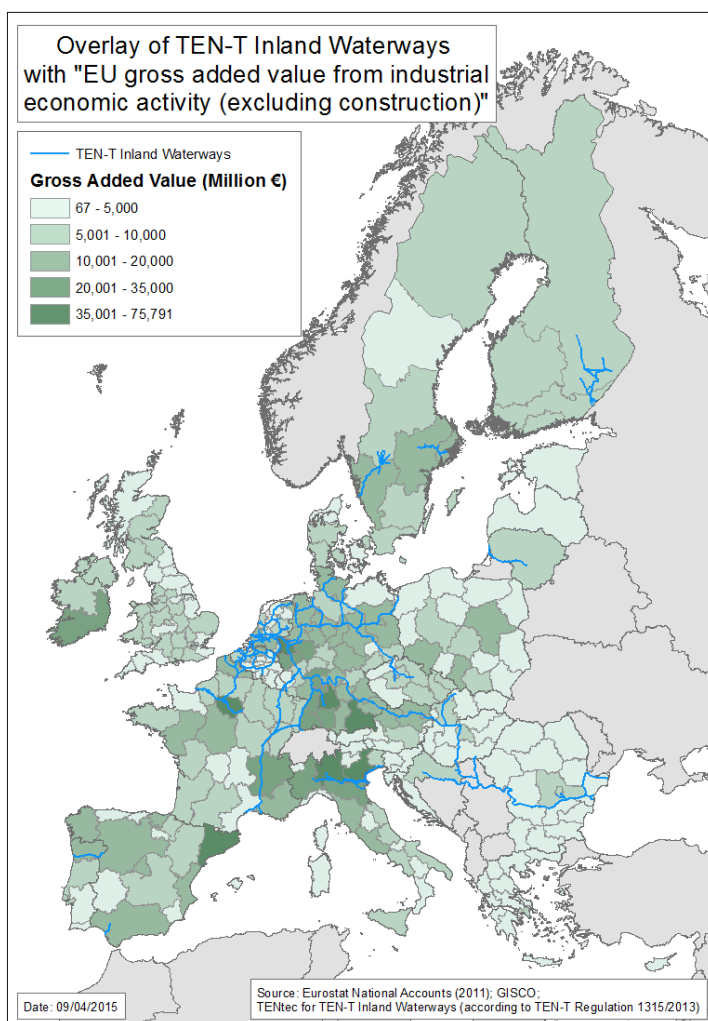 Overlay of TEN-T Inland Waterways
with "EU gross added value from industrial
economic activity (excluding construction)"
TEN-T Inland Waterways
Gross Added Value (Million €)
67 - 5,000
5,001 - 10,000
10,001 - 20,000
20,001 - 35,000
35,001 - 75,791
Date: 09/04/2015
Source: Eurostat National Accounts (2011); GISCO;
TENtec for TEN-T Inland Waterways (according to TEN-T Regulation 1315/2013)